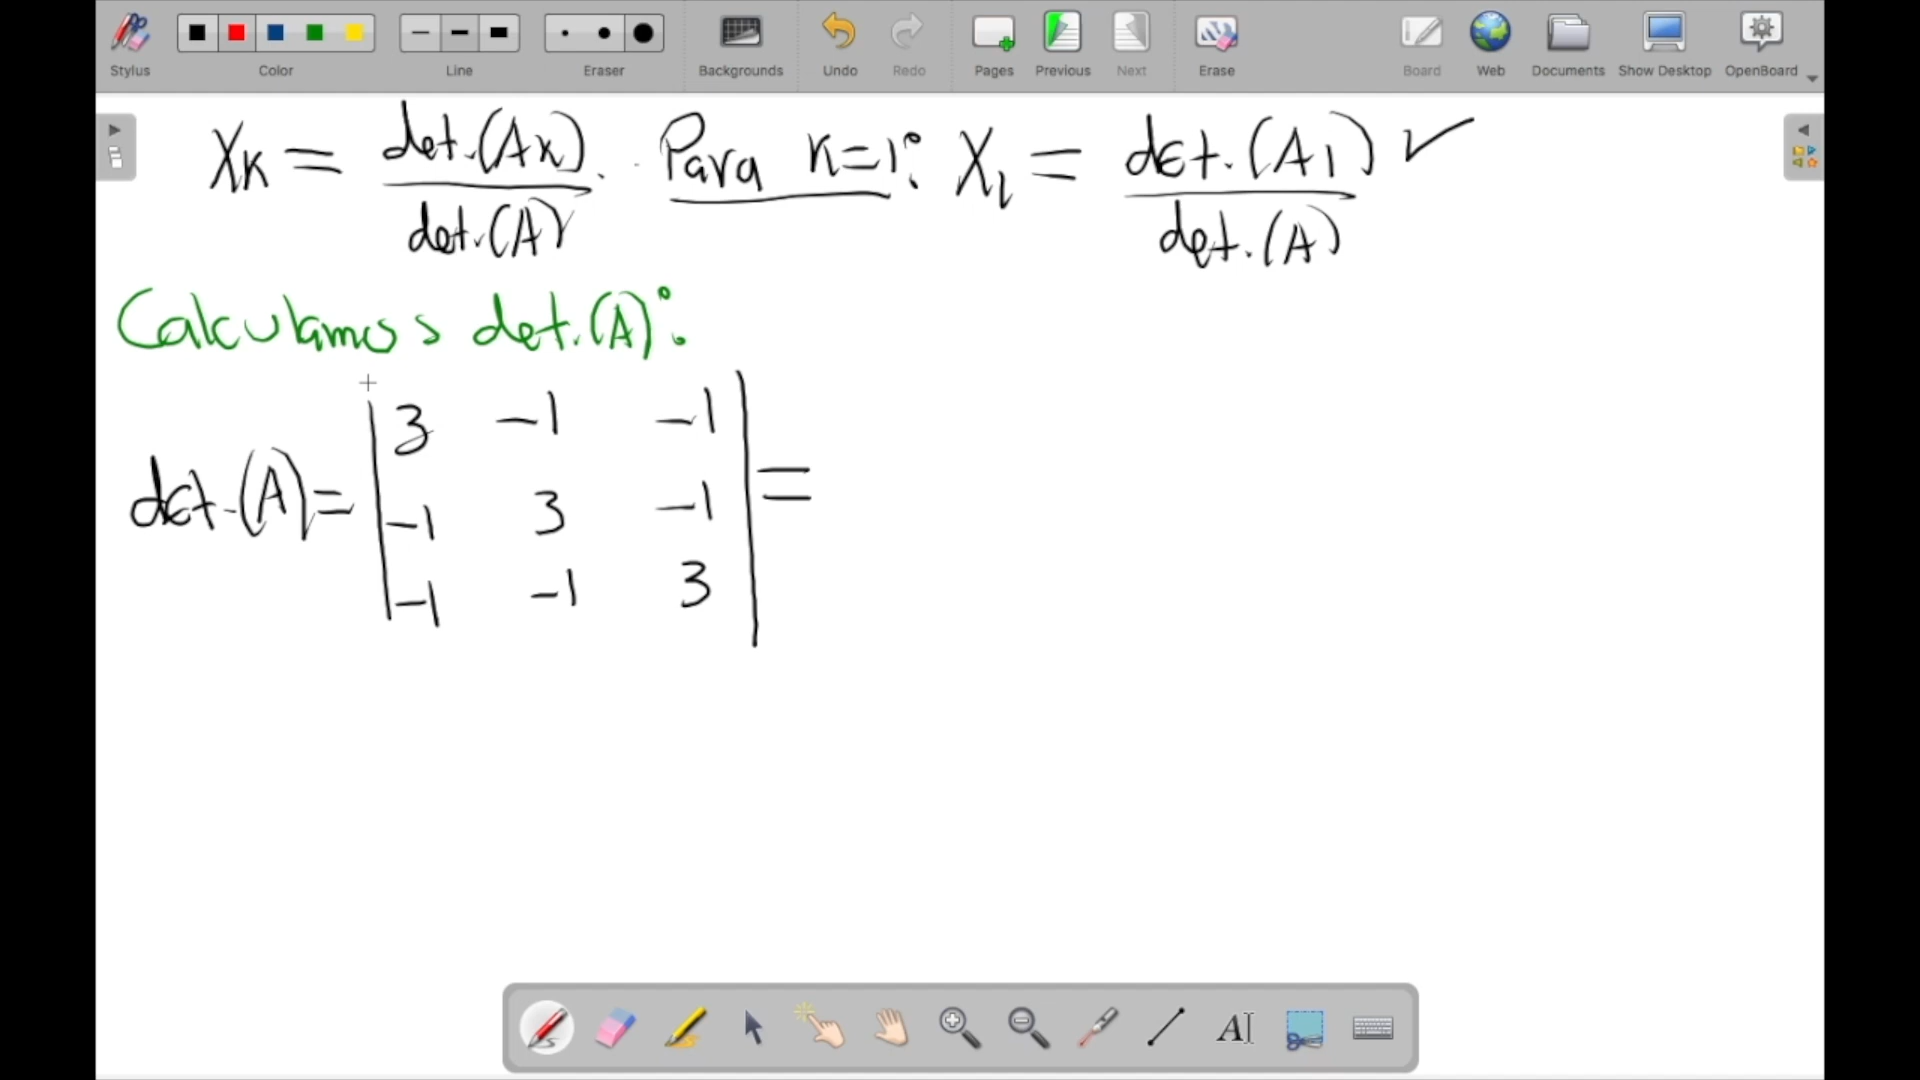 Stylus Color Line Eraser Backgrounds Undo Redo Pages Previous Next Erase Board Web Documents Show Desktop OpenBoard
XK = det.(AK) / det.(A) . Para K=1: X1 = det.(A1) / det.(A) ✓
Calculamos det.(A):
3 -1 -1
det.(A) = -1 3 -1 =
-1 -1 3
AI